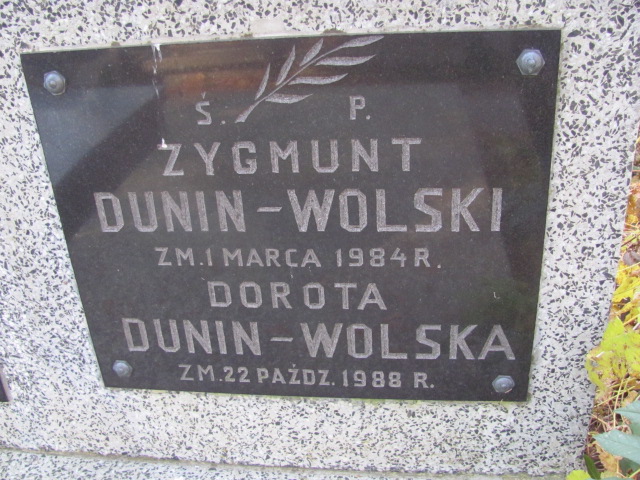 Ś. P.
ZYGMUNT
DUNIN-WOLSKI
ZM. 1 MARCA 1984 R.
DOROTA
DUNIN-WOLSKA
ZM. 22 PAŹDZ. 1988 R.